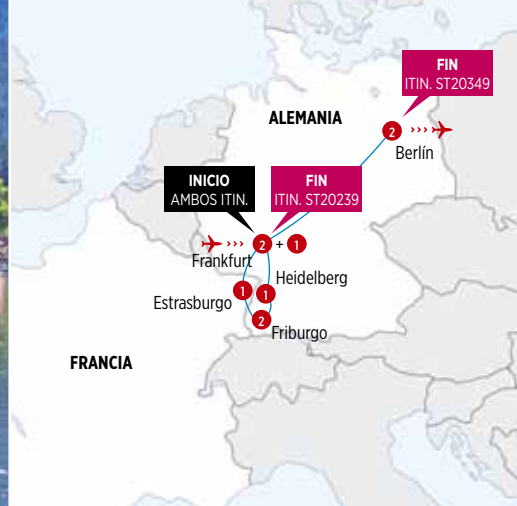 FIN
ITIN. ST20349
ALEMANIA
2
Berlín
INICIO
AMBOS ITIN.
FIN
ITIN. ST20239
2 + 1
Frankfurt
Heidelberg
1
1
Estrasburgo
2
Friburgo
FRANCIA